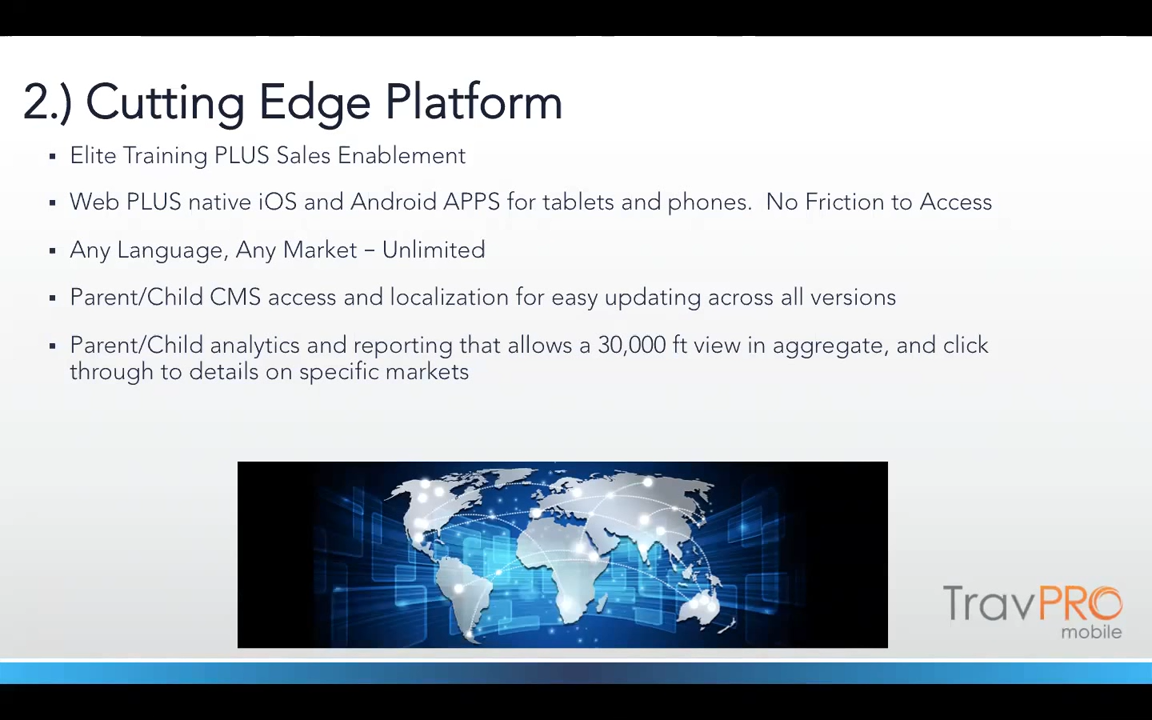 2.) Cutting Edge Platform
▪ Elite Training PLUS Sales Enablement
▪ Web PLUS native iOS and Android APPS for tablets and phones.  No Friction to Access
▪ Any Language, Any Market – Unlimited
▪ Parent/Child CMS access and localization for easy updating across all versions
▪ Parent/Child analytics and reporting that allows a 30,000 ft view in aggregate, and click
through to details on specific markets
TravPRO
mobile